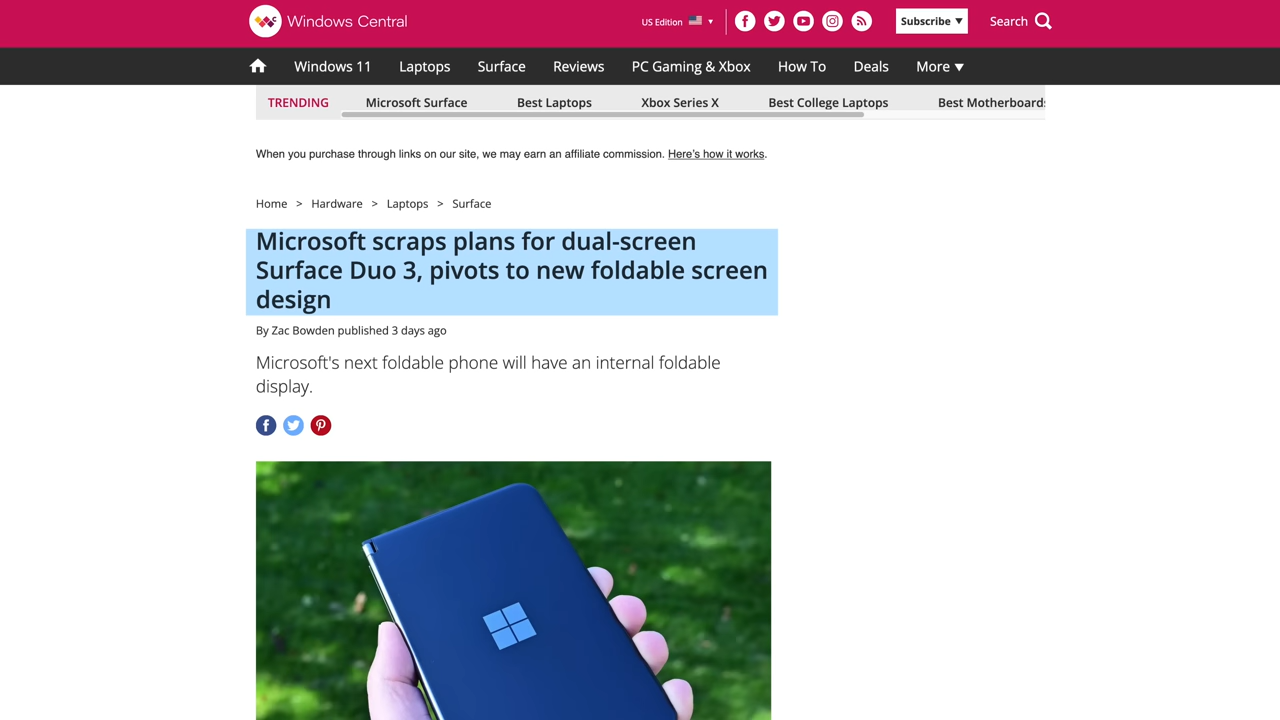 Windows Central
US Edition
Subscribe
Search
Windows 11
Laptops
Surface
Reviews
PC Gaming & Xbox
How To
Deals
More
TRENDING
Microsoft Surface
Best Laptops
Xbox Series X
Best College Laptops
Best Motherboards
When you purchase through links on our site, we may earn an affiliate commission. Here's how it works.
Home > Hardware > Laptops > Surface
Microsoft scraps plans for dual-screen
Surface Duo 3, pivots to new foldable screen
design
By Zac Bowden published 3 days ago
Microsoft's next foldable phone will have an internal foldable
display.